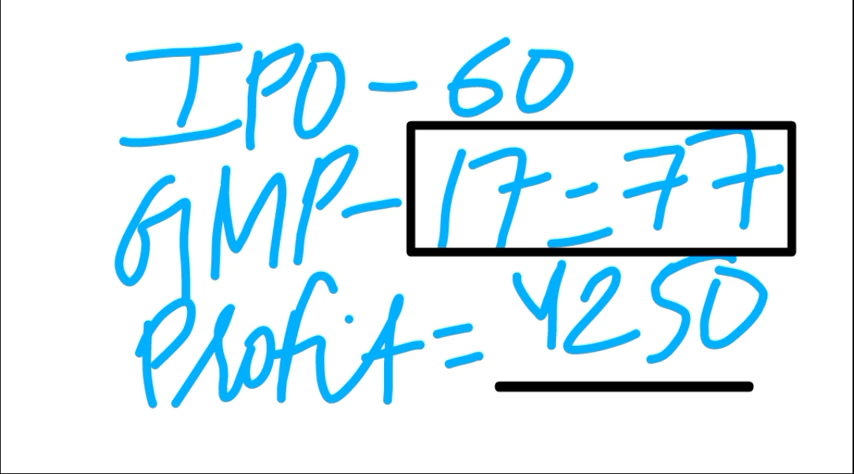 IPO - 60
GMP - 17 = 77
Profit = 4250